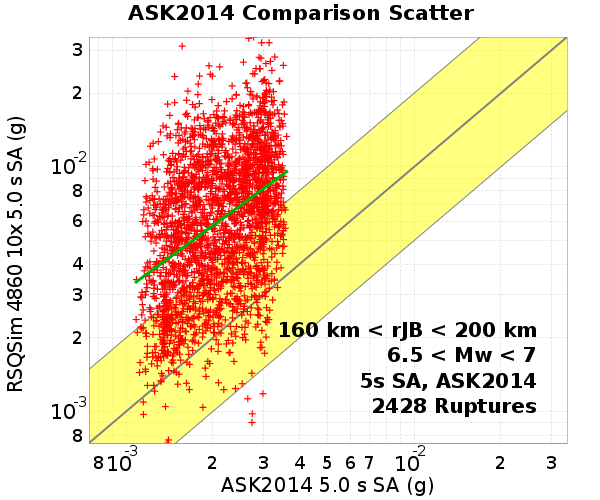 ASK2014 Comparison Scatter
RSQSim 4860 10x 5.0 s SA (g)
3
2
10-2
8
6
4
3
2
10-3
8
160 km < rJB < 200 km
6.5 < Mw < 7
5s SA, ASK2014
2428 Ruptures
8 10-3 2 3 4 5 6 7 10-2 2 3
ASK2014 5.0 s SA (g)